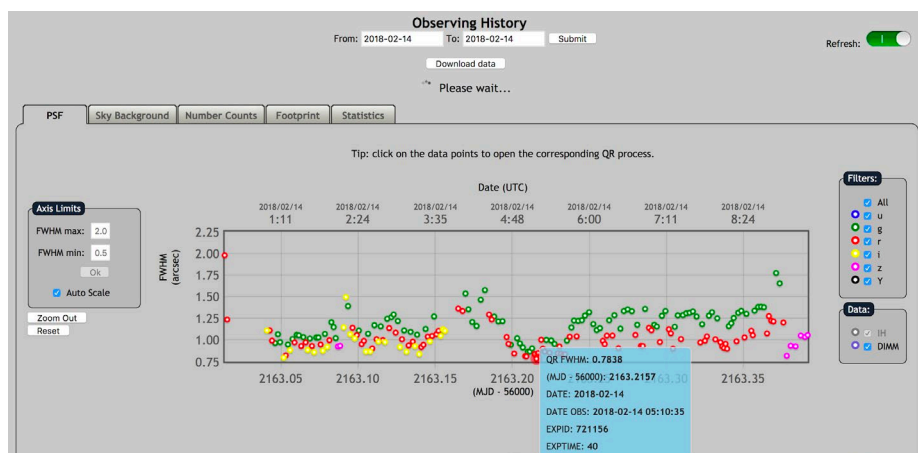 Observing History
From: 2018-02-14 To: 2018-02-14 Submit
Refresh: I
Download data
Please wait...
PSF Sky Background Number Counts Footprint Statistics
Tip: click on the data points to open the corresponding QR process.
Date (UTC)
2018/02/14 2018/02/14 2018/02/14 2018/02/14 2018/02/14 2018/02/14 2018/02/14
1:11 2:24 3:35 4:48 6:00 7:11 8:24
Axis Limits
FWHM max: 2.0
FWHM min: 0.5
Ok
Auto Scale
Zoom Out
Reset
FWHM
(arcsec)
2.25
2.00
1.75
1.50
1.25
1.00
0.75
2163.05 2163.10 2163.15 2163.20 2163.25 2163.30 2163.35
(MJD - 56000)
QR FWHM: 0.7838
(MJD - 56000): 2163.2157
DATE: 2018-02-14
DATE OBS: 2018-02-14 05:10:35
EXPID: 721156
EXPTIME: 40
Filters:
All
u
g
r
i
z
Y
Data:
IH
DIMM